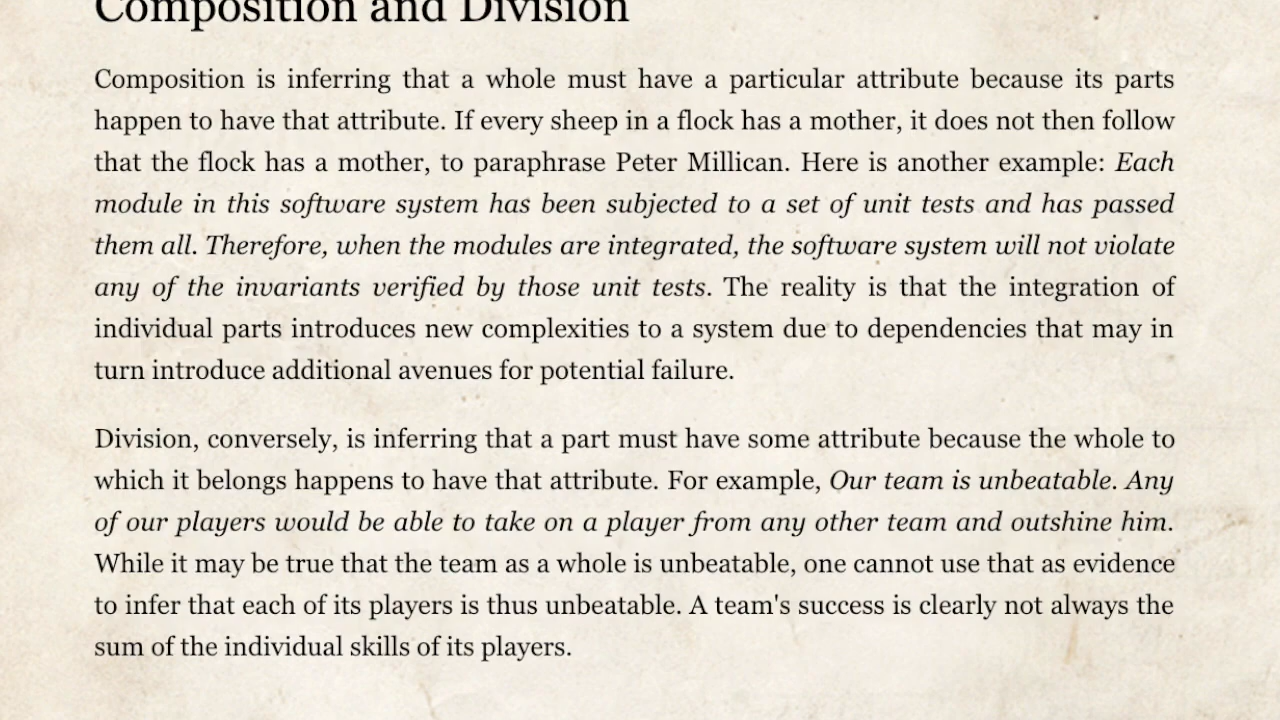 Composition and Division
Composition is inferring that a whole must have a particular attribute because its parts
happen to have that attribute. If every sheep in a flock has a mother, it does not then follow
that the flock has a mother, to paraphrase Peter Millican. Here is another example: Each
module in this software system has been subjected to a set of unit tests and has passed
them all. Therefore, when the modules are integrated, the software system will not violate
any of the invariants verified by those unit tests. The reality is that the integration of
individual parts introduces new complexities to a system due to dependencies that may in
turn introduce additional avenues for potential failure.
Division, conversely, is inferring that a part must have some attribute because the whole to
which it belongs happens to have that attribute. For example, Our team is unbeatable. Any
of our players would be able to take on a player from any other team and outshine him.
While it may be true that the team as a whole is unbeatable, one cannot use that as evidence
to infer that each of its players is thus unbeatable. A team's success is clearly not always the
sum of the individual skills of its players.